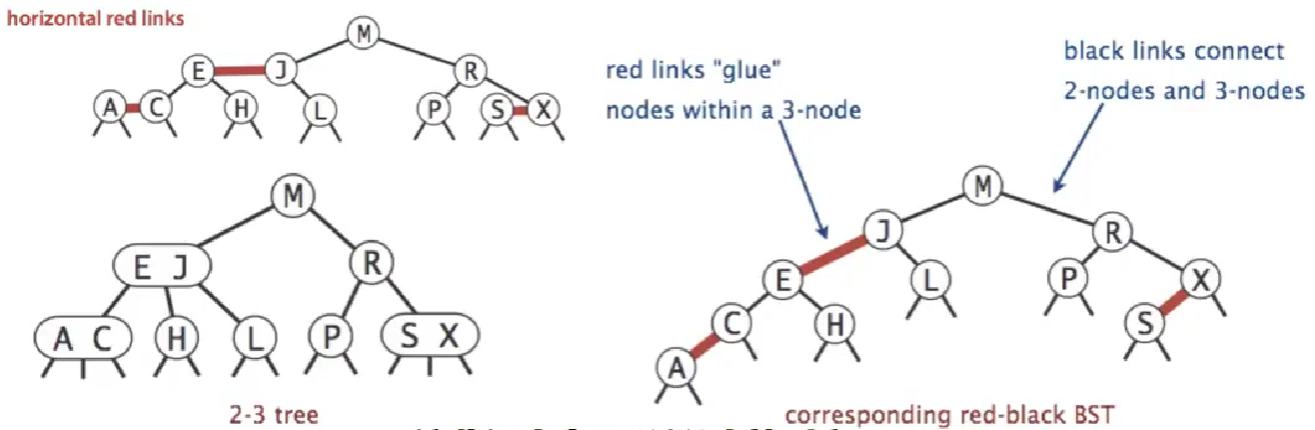 horizontal red links
M
E J R
A C H L P S X
M
E J R
A C H L P S X
2-3 tree
red links "glue"
nodes within a 3-node
black links connect
2-nodes and 3-nodes
M
J R
E L P X
C H S
A
corresponding red-black BST